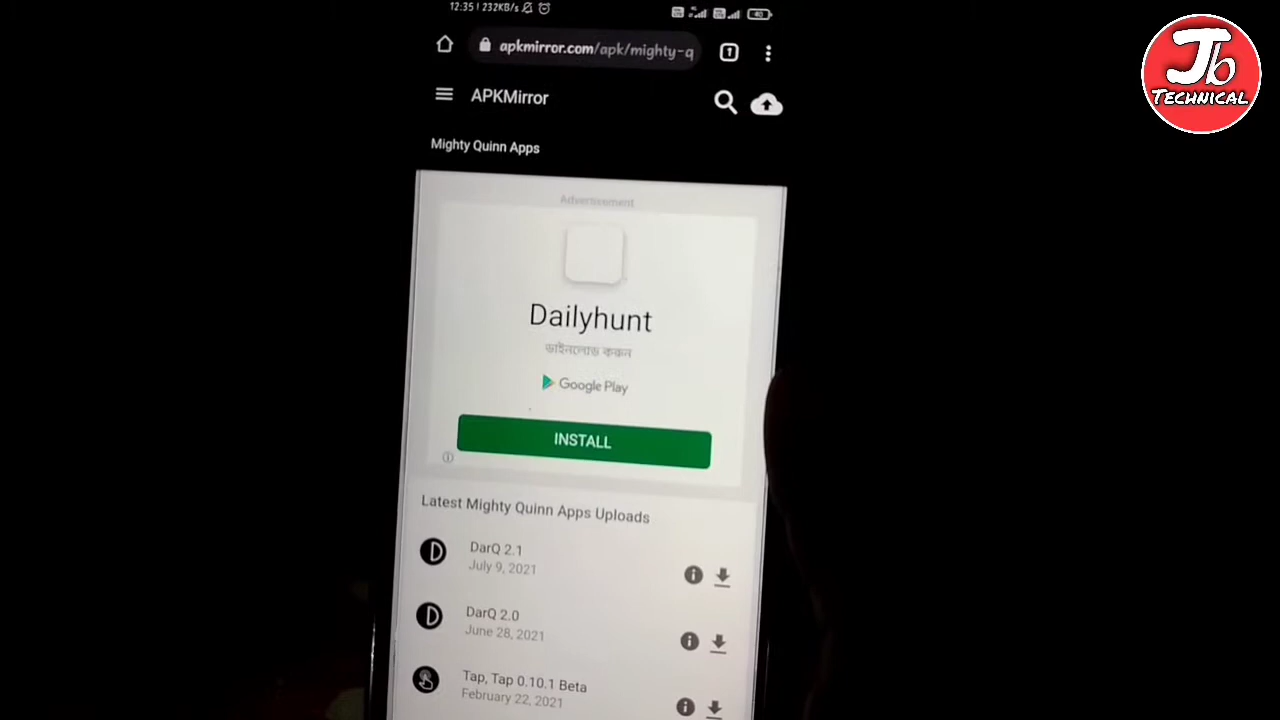 12:35 | 232KB/s
40
apkmirror.com/apk/mighty-q
1
APKMirror
Jb
TECHNICAL
Mighty Quinn Apps
Advertisement
Dailyhunt
ডাউনলোড করুন
Google Play
INSTALL
Latest Mighty Quinn Apps Uploads
DarQ 2.1
July 9, 2021
DarQ 2.0
June 28, 2021
Tap, Tap 0.10.1 Beta
February 22, 2021